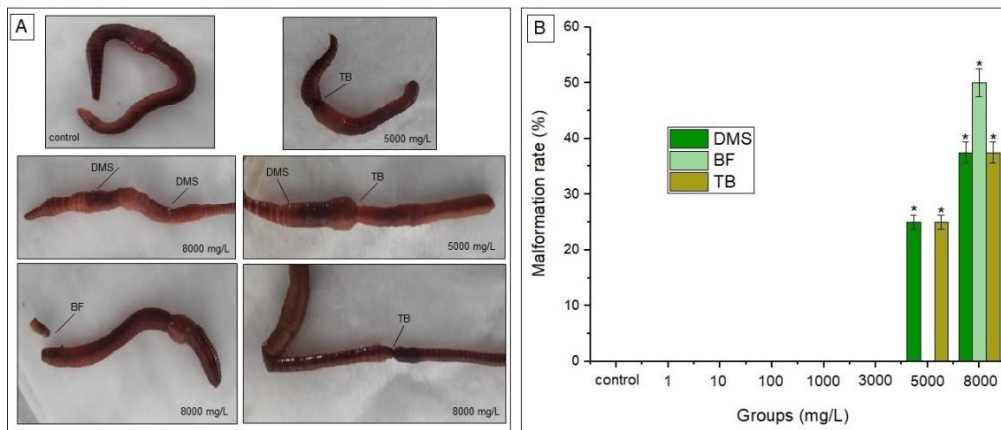 A
control
TB
5000 mg/L
DMS
DMS
8000 mg/L
DMS
TB
5000 mg/L
BF
8000 mg/L
TB
8000 mg/L
B
60
50
40
30
20
10
0
Malformation rate (%)
DMS
BF
TB
*
*
*
*
*
control 1 10 100 1000 3000 5000 8000
Groups (mg/L)